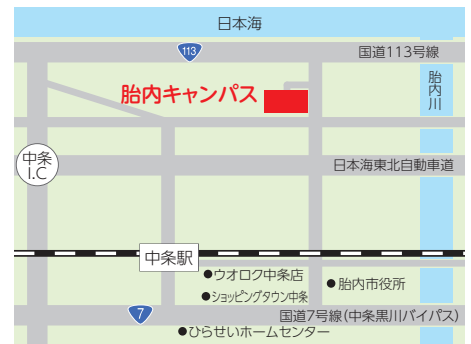 日本海
113
国道113号線
胎内キャンパス
胎内川
中条
I.C
日本海東北自動車道
中条駅
●ウオロク中条店
●胎内市役所
●ショッピングタウン中条
7
国道7号線(中条黒川バイパス)
●ひらせいホームセンター